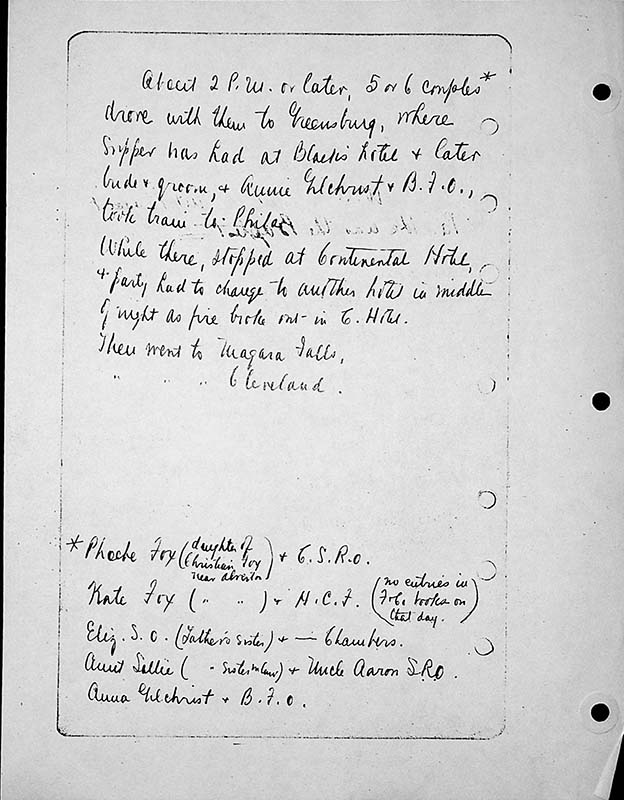 About 2 P.M. or later, 5 or 6 couples*
drove with them to Greensburg, where
Supper was had at Black's hotel & later
bride & groom, & Annie Gilchrist & B.F.O.,
took train to Phila
While there, stopped at Continental Hotel,
& party had to change to another hotel in middle
of night as fire broke out in C. Hotel.
Then went to Niagara Falls,
" " " Cleveland.
* Phoebe Fox (daughter of Christian Fox near) & C.S.R.O.
Kate Fox (" ") & H.C.F. (no entries in books on that day.)
Eliz. S. O. (Father's sister) & — Chambers.
Aunt Sallie ( " sister in law) & Uncle Aaron S.R.O.
Anna Gilchrist & B.F.O.